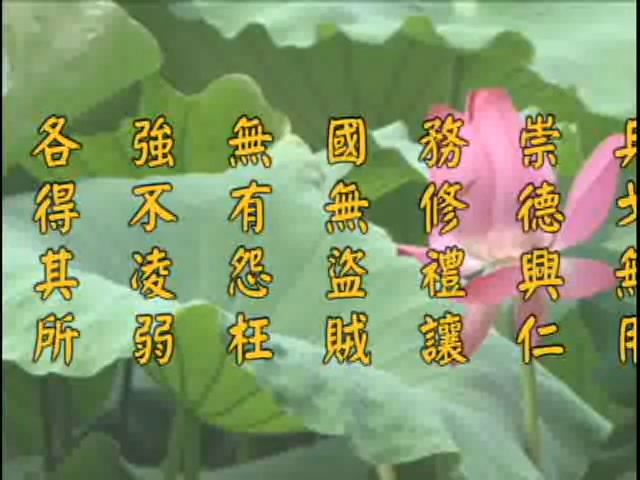 崇德興仁
務修禮讓
國無盜賊
無有怨枉
強不凌弱
各得其所